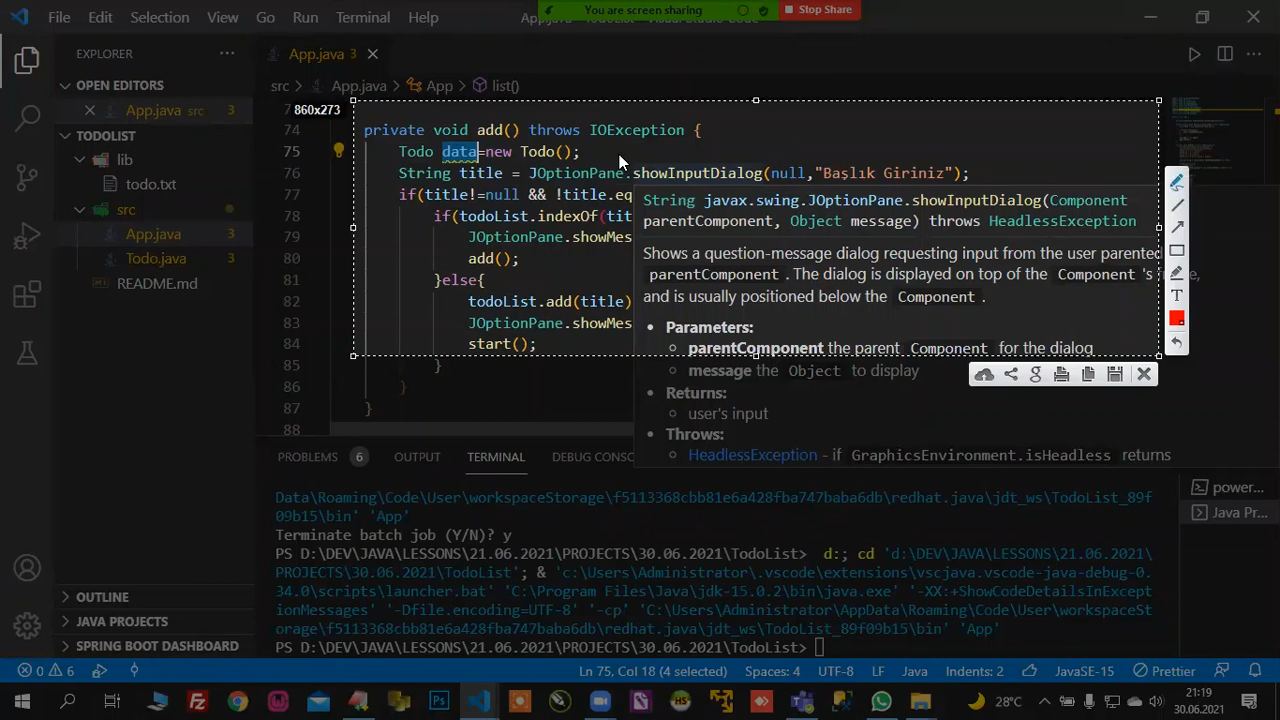 You are screen sharing
Stop Share
File Edit Selection View Go Run Terminal Help
EXPLORER
App.java 3
OPEN EDITORS
App.java src 3
TODOLIST
lib
todo.txt
src
App.java 3
Todo.java 3
README.md
OUTLINE
JAVA PROJECTS
SPRING BOOT DASHBOARD
src App.java App list()
860x273
74 private void add() throws IOException {
75 Todo data=new Todo();
76 String title = JOptionPane.showInputDialog(null,"Başlık Giriniz");
77 if(title!=null && !title.eq
78 if(todoList.indexOf(tit
79 JOptionPane.showMes
80 add();
81 }else{
82 todoList.add(title)
83 JOptionPane.showMes
84 start();
85 }
86 }
87 }
88
String javax.swing.JOptionPane.showInputDialog(Component
parentComponent, Object message) throws HeadlessException
Shows a question-message dialog requesting input from the user parented
parentComponent. The dialog is displayed on top of the Component's
and is usually positioned below the Component.
Parameters:
parentComponent the parent Component for the dialog
message the Object to display
Returns:
user's input
Throws:
HeadlessException - if GraphicsEnvironment.isHeadless returns
PROBLEMS 6 OUTPUT TERMINAL DEBUG CONS
Data\Roaming\Code\User\workspaceStorage\f5113368cbb81e6a428fba747baba6db\redhat.java\jdt_ws\TodoList_89f
09b15\bin' 'App'
Terminate batch job (Y/N)? y
PS D:\DEV\JAVA\LESSONS\21.06.2021\PROJECTS\30.06.2021\TodoList> d:; cd 'd:\DEV\JAVA\LESSONS\21.06.2021\P
ROJECTS\30.06.2021\TodoList'; & 'c:\Users\Administrator\.vscode\extensions\vscjava.vscode-java-debug-0.
34.0\scripts\launcher.bat' 'C:\Program Files\Java\jdk-15.0.2\bin\java.exe' '-XX:+ShowCodeDetailsInExcept
ionMessages' '-Dfile.encoding=UTF-8' '-cp' 'C:\Users\Administrator\AppData\Roaming\Code\User\workspaceSt
orage\f5113368cbb81e6a428fba747baba6db\redhat.java\jdt_ws\TodoList_89f09b15\bin' 'App'
PS D:\DEV\JAVA\LESSONS\21.06.2021\PROJECTS\30.06.2021\TodoList>
power...
Java Pr...
0 6
Ln 75, Col 18 (4 selected) Spaces: 4 UTF-8 LF Java Indents: 2 JavaSE-15 Prettier
28°C
21:19
30.06.2021